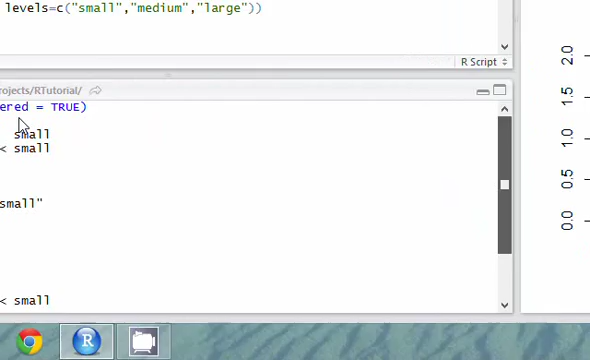 levels=c("small","medium","large"))
R Script
rojects/RTutorial/
ered = TRUE)
small
< small
small"
< small
2.0
1.5
1.0
0.5
0.0
R